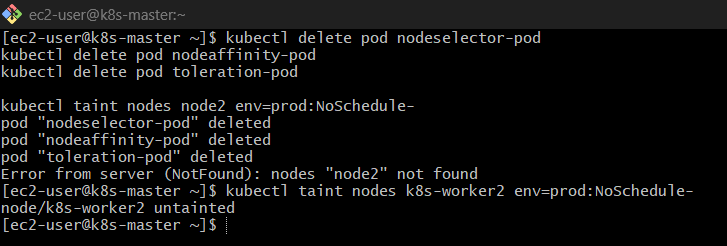 ec2-user@k8s-master:~
[ec2-user@k8s-master ~]$ kubectl delete pod nodeselector-pod
kubectl delete pod nodeaffinity-pod
kubectl delete pod toleration-pod
kubectl taint nodes node2 env=prod:NoSchedule-
pod "nodeselector-pod" deleted
pod "nodeaffinity-pod" deleted
pod "toleration-pod" deleted
Error from server (NotFound): nodes "node2" not found
[ec2-user@k8s-master ~]$ kubectl taint nodes k8s-worker2 env=prod:NoSchedule-
node/k8s-worker2 untainted
[ec2-user@k8s-master ~]$